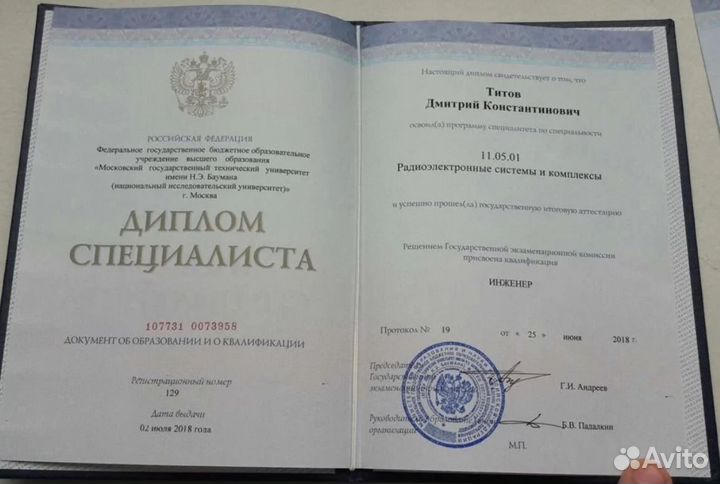 РОССИЙСКАЯ ФЕДЕРАЦИЯ
Федеральное государственное бюджетное образовательное
учреждение высшего образования
«Московский государственный технический университет
имени Н.Э. Баумана
(национальный исследовательский университет)»
г. Москва
ДИПЛОМ
СПЕЦИАЛИСТА
107731 0073958
ДОКУМЕНТ ОБ ОБРАЗОВАНИИ И О КВАЛИФИКАЦИИ
Регистрационный номер
129
Дата выдачи
02 июля 2018 года
Настоящий диплом свидетельствует о том, что
Титов
Дмитрий Константинович
освоил(а) программу специалитета по специальности
11.05.01
Радиоэлектронные системы и комплексы
и успешно прошел(ла) государственную итоговую аттестацию
Решением Государственной экзаменационной комиссии
присвоена квалификация
ИНЖЕНЕР
Протокол № 19 от « 25 » июня 2018 г.
Председатель
Государственной
Г.И. Андреев
Б.В. Падалкин
М.П.
Avito